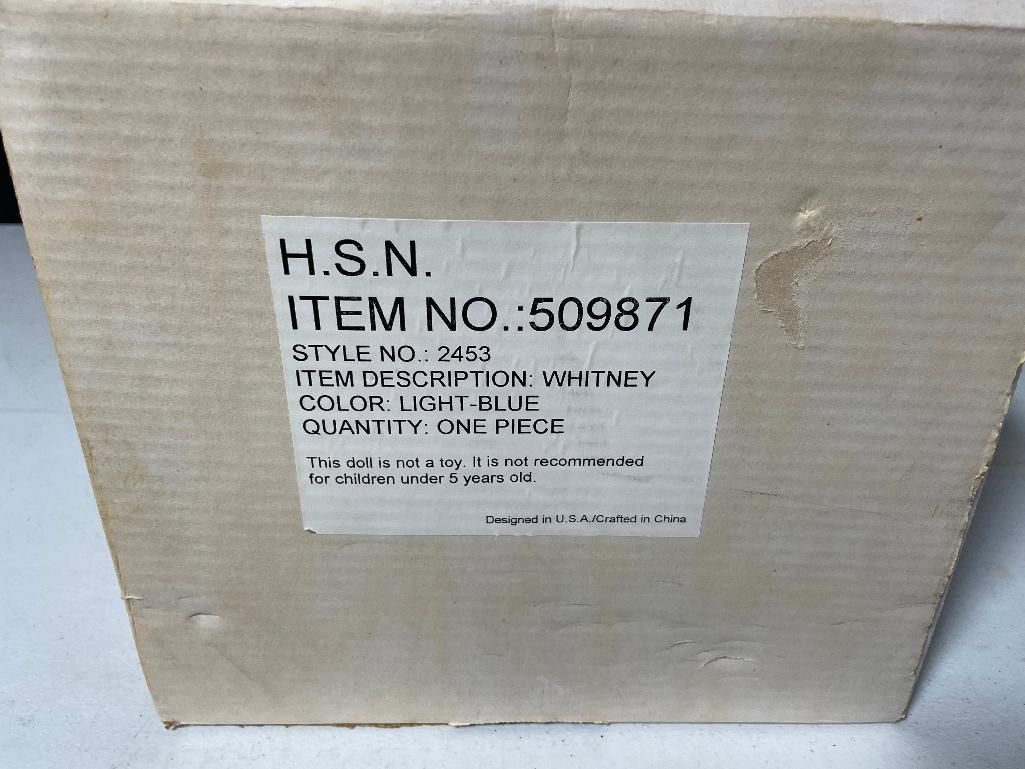 H.S.N.
ITEM NO.:509871
STYLE NO.: 2453
ITEM DESCRIPTION: WHITNEY
COLOR: LIGHT-BLUE
QUANTITY: ONE PIECE
This doll is not a toy. It is not recommended
for children under 5 years old.
Designed in U.S.A./Crafted in China